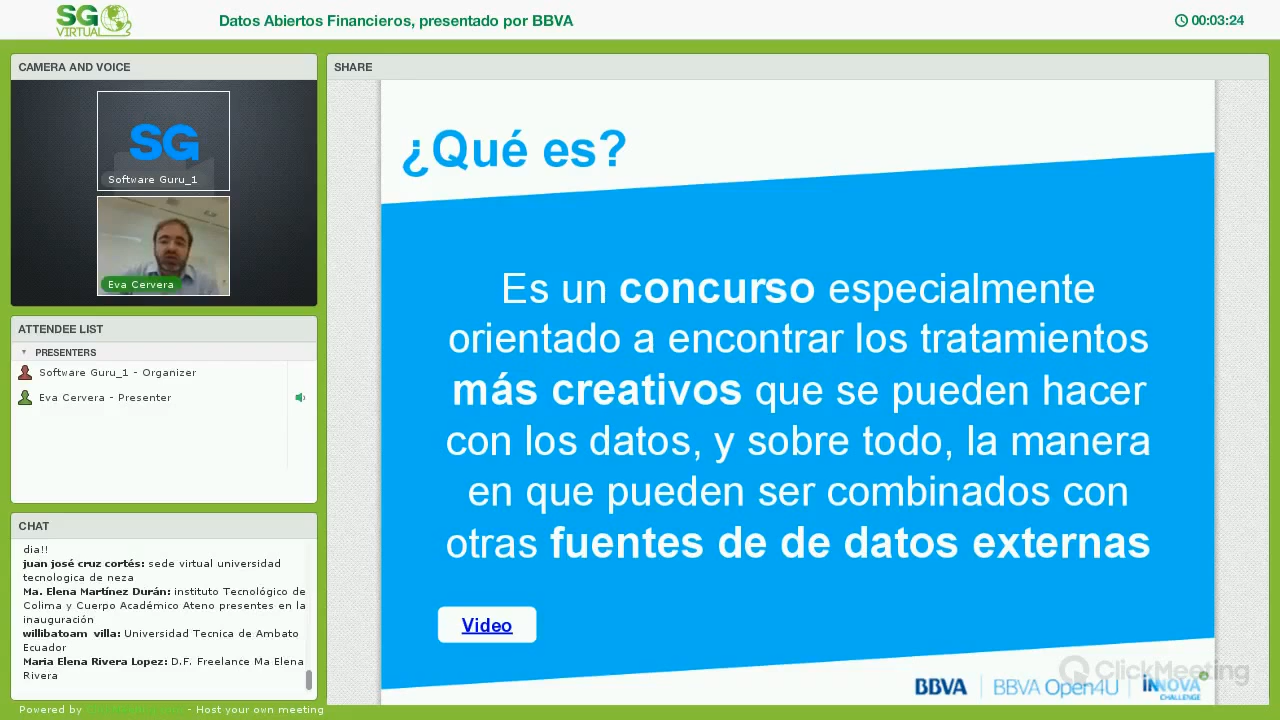 SG
VIRTUAL
Datos Abiertos Financieros, presentado por BBVA
00:03:24
CAMERA AND VOICE
SG
Software Guru_1
Eva Cervera
ATTENDEE LIST
PRESENTERS
Software Guru_1 - Organizer
Eva Cervera - Presenter
CHAT
dia!!
juan josé cruz cortés: sede virtual universidad
tecnologica de neza
Ma. Elena Martínez Durán: instituto Tecnológico de
Colima y Cuerpo Académico Ateno presentes en la
inauguración
willibatoam villa: Universidad Tecnica de Ambato
Ecuador
Maria Elena Rivera Lopez: D.F. Freelance Ma Elena
Rivera
Powered by - Host your own meeting
SHARE
¿Qué es?
Es un concurso especialmente
orientado a encontrar los tratamientos
más creativos que se pueden hacer
con los datos, y sobre todo, la manera
en que pueden ser combinados con
otras fuentes de de datos externas
Video
ClickMeeting
BBVA
BBVA Open4U
INNOVA
CHALLENGE